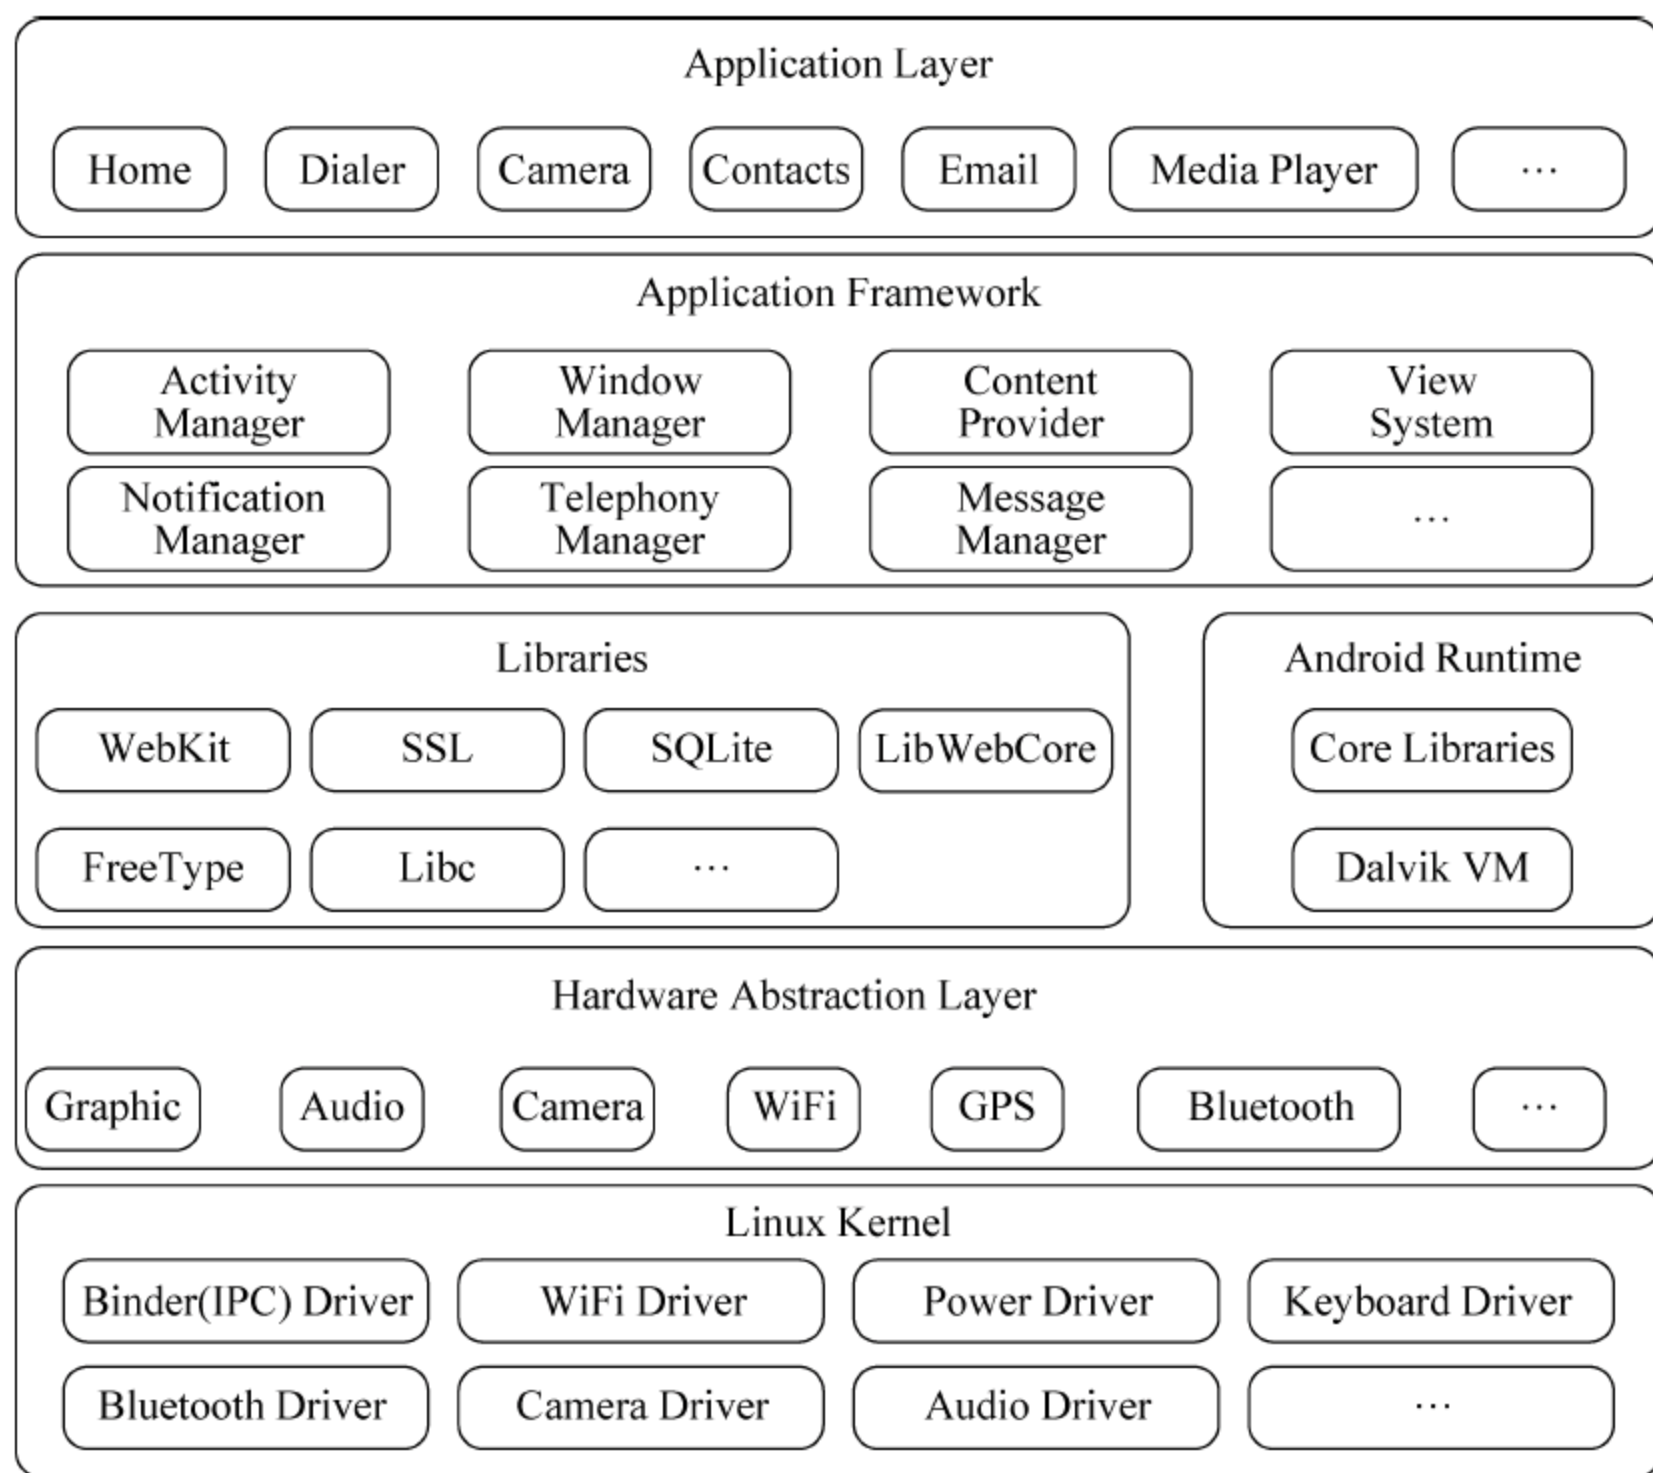 Application Layer
Home Dialer Camera Contacts Email Media Player ...
Application Framework
Activity Manager
Window Manager
Content Provider
View System
Notification Manager
Telephony Manager
Message Manager
...
Libraries
WebKit SSL SQLite LibWebCore
FreeType Libc ...
Android Runtime
Core Libraries
Dalvik VM
Hardware Abstraction Layer
Graphic Audio Camera WiFi GPS Bluetooth ...
Linux Kernel
Binder(IPC) Driver WiFi Driver Power Driver Keyboard Driver
Bluetooth Driver Camera Driver Audio Driver ...